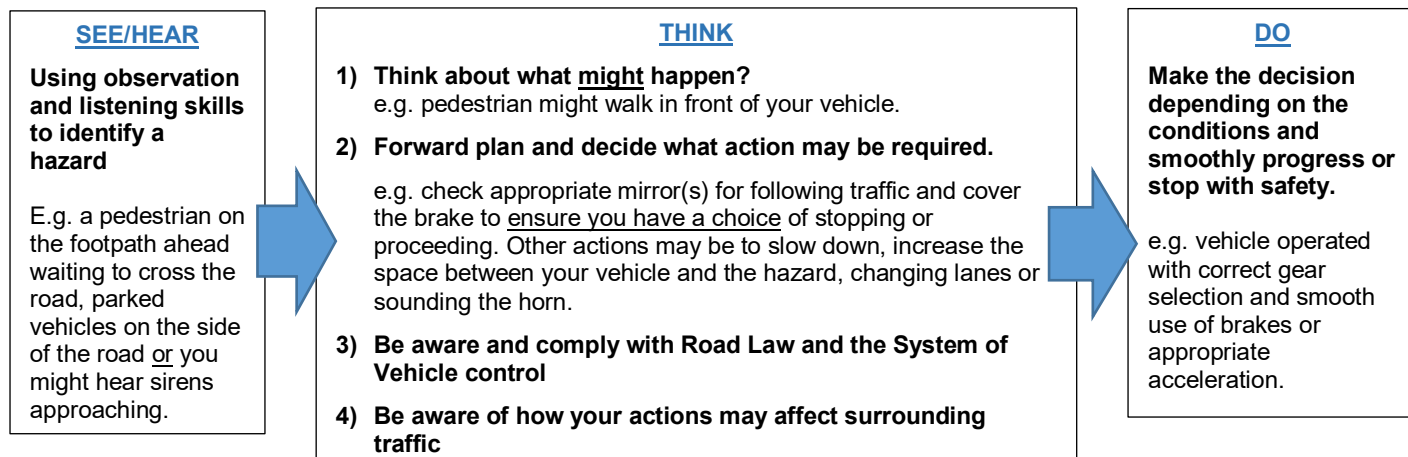 SEE/HEAR
Using observation
and listening skills
to identify a
hazard
E.g. a pedestrian on
the footpath ahead
waiting to cross the
road, parked
vehicles on the side
of the road or you
might hear sirens
approaching.
THINK
1) Think about what might happen?
e.g. pedestrian might walk in front of your vehicle.
2) Forward plan and decide what action may be required.
e.g. check appropriate mirror(s) for following traffic and cover
the brake to ensure you have a choice of stopping or
proceeding. Other actions may be to slow down, increase the
space between your vehicle and the hazard, changing lanes or
sounding the horn.
3) Be aware and comply with Road Law and the System of
Vehicle control
4) Be aware of how your actions may affect surrounding
traffic
DO
Make the decision
depending on the
conditions and
smoothly progress or
stop with safety.
e.g. vehicle operated
with correct gear
selection and smooth
use of brakes or
appropriate
acceleration.